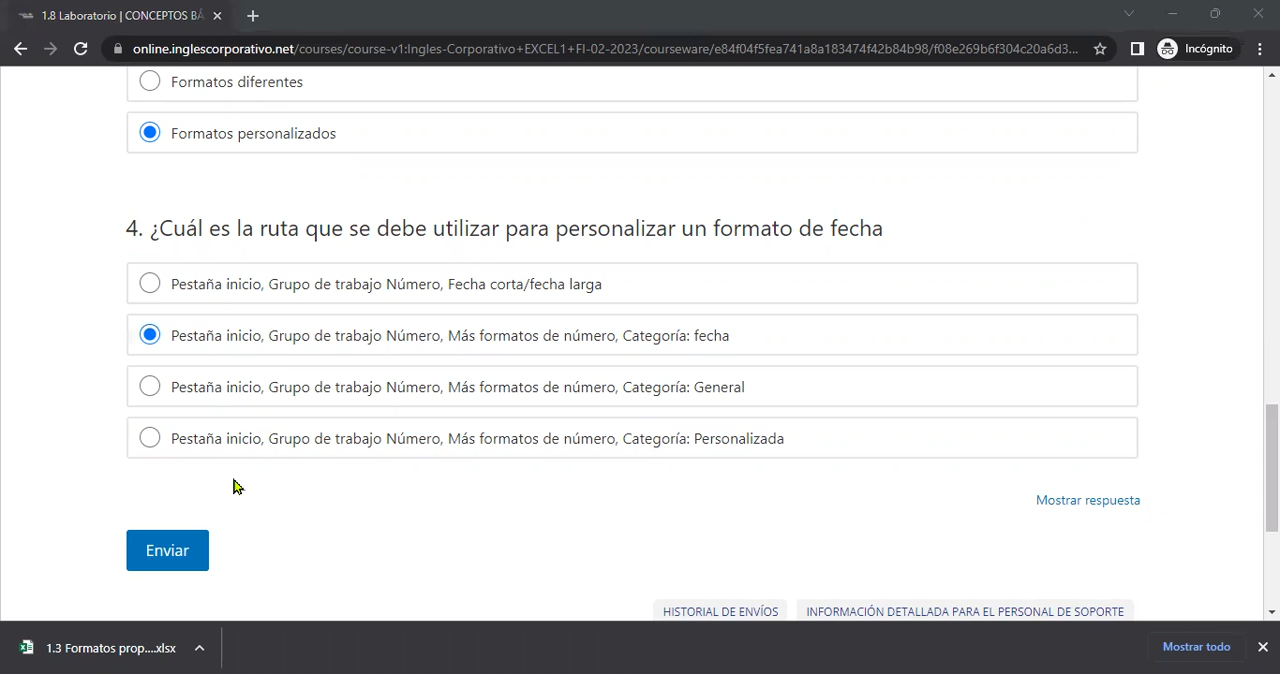 1.8 Laboratorio | CONCEPTOS BÁ
online.inglescorporativo.net/courses/course-v1:Ingles-Corporativo+EXCEL1+FI-02-2023/courseware/e84f04f5fea741a8a183474f42b84b98/f08e269b6f304c20a6d3...
Incógnito
Formatos diferentes
Formatos personalizados
4. ¿Cuál es la ruta que se debe utilizar para personalizar un formato de fecha
Pestaña inicio, Grupo de trabajo Número, Fecha corta/fecha larga
Pestaña inicio, Grupo de trabajo Número, Más formatos de número, Categoría: fecha
Pestaña inicio, Grupo de trabajo Número, Más formatos de número, Categoría: General
Pestaña inicio, Grupo de trabajo Número, Más formatos de número, Categoría: Personalizada
Mostrar respuesta
Enviar
HISTORIAL DE ENVÍOS
INFORMACIÓN DETALLADA PARA EL PERSONAL DE SOPORTE
1.3 Formatos prop....xlsx
Mostrar todo